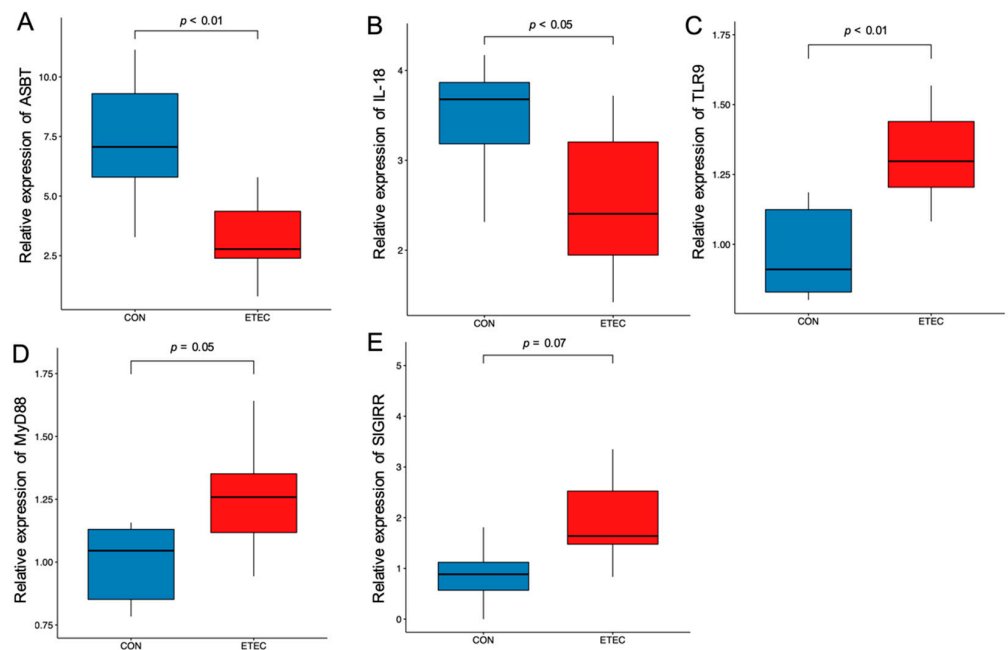 A
p < 0.01
Relative expression of ASBT
10.0
7.5
5.0
2.5
CON
ETEC
B
p < 0.05
Relative expression of IL-18
4
3
2
CON
ETEC
C
p < 0.01
Relative expression of TLR9
1.75
1.50
1.25
1.00
CON
ETEC
D
p = 0.05
Relative expression of MyD88
1.75
1.50
1.25
1.00
0.75
CON
ETEC
E
p = 0.07
Relative expression of SIGIRR
5
4
3
2
1
0
CON
ETEC